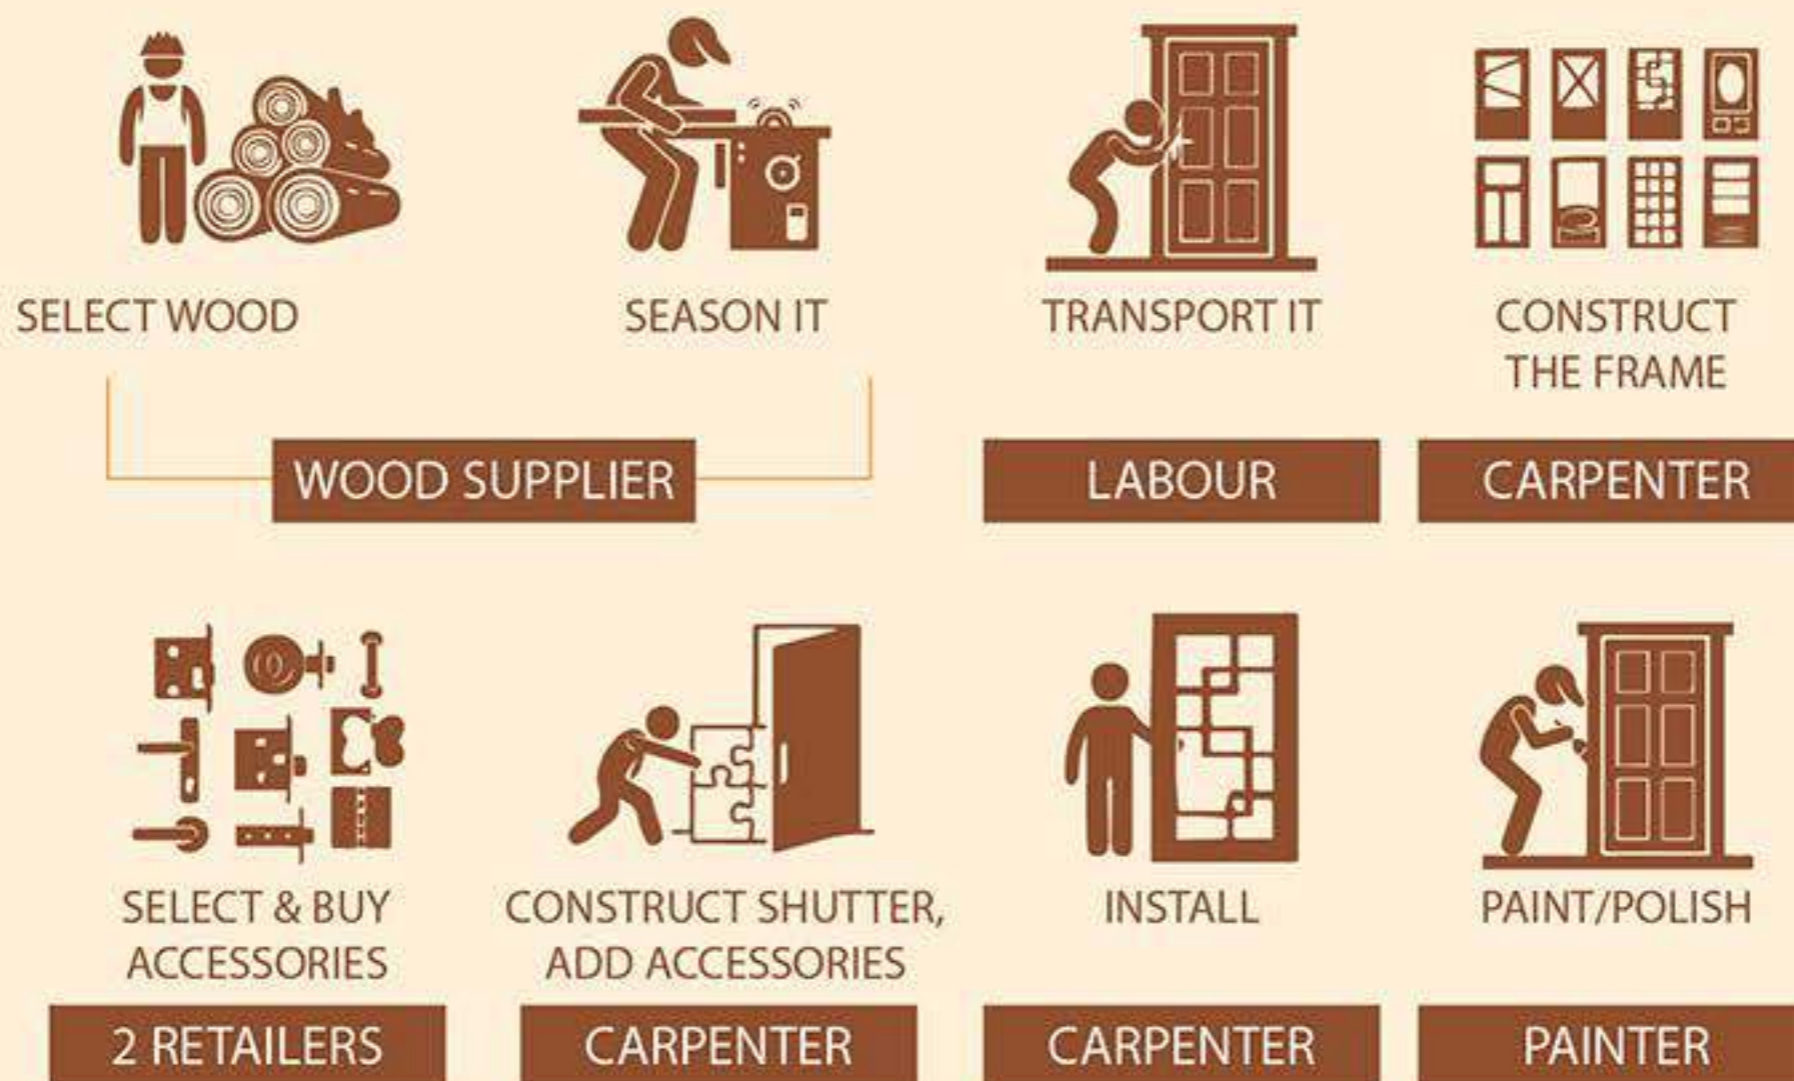 SELECT WOOD
SEASON IT
TRANSPORT IT
CONSTRUCT
THE FRAME
WOOD SUPPLIER
LABOUR
CARPENTER
SELECT & BUY
ACCESSORIES
CONSTRUCT SHUTTER,
ADD ACCESSORIES
INSTALL
PAINT/POLISH
2 RETAILERS
CARPENTER
CARPENTER
PAINTER